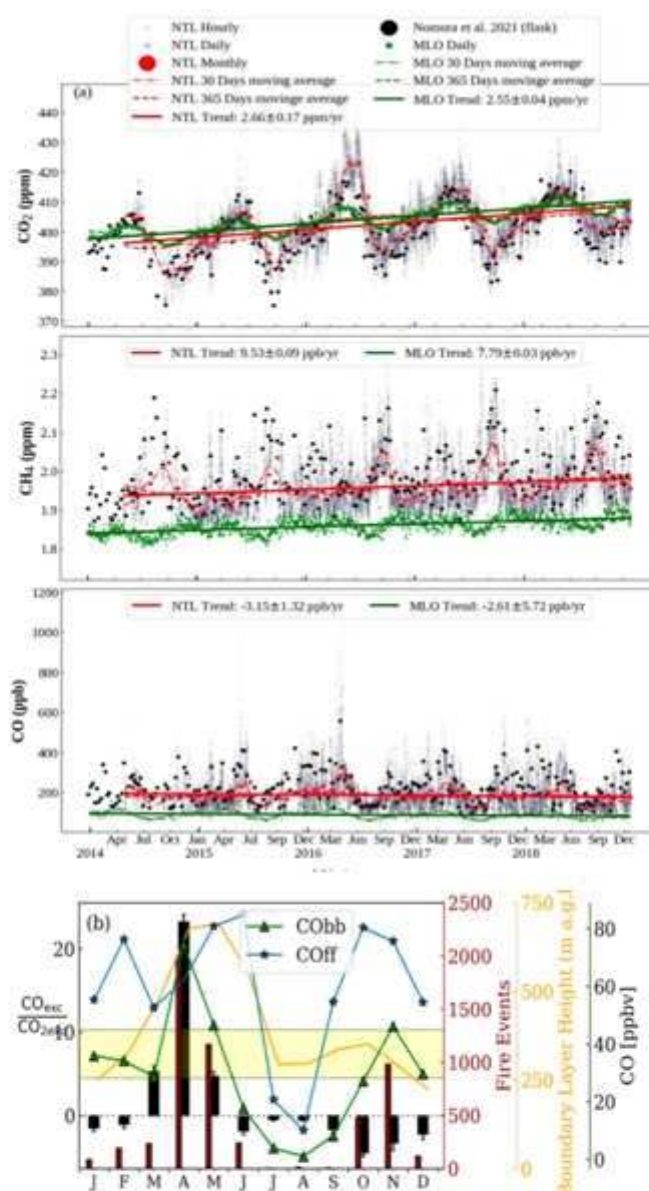 NTL Hourly
NTL Daily
NTL Monthly
NTL 30 Days moving average
NTL 365 Days movinge average
NTL Trend: 2.66±0.17 ppm/yr
Nomura et al. 2021 (flask)
MLO Daily
MLO 30 Days moving average
MLO 365 Days movinge average
MLO Trend: 2.55±0.04 ppm/yr
(a)
CO₂ (ppm)
440
430
420
410
400
390
380
370
NTL Trend: 9.53±0.09 ppb/yr
MLO Trend: 7.79±0.03 ppb/yr
CH₄ (ppm)
2.3
2.2
2.1
2.0
1.9
1.8
NTL Trend: -3.15±1.32 ppb/yr
MLO Trend: -2.61±5.72 ppb/yr
CO (ppb)
1200
1000
800
600
400
200
Apr Jul Oct Apr Jul Sep Dec Mar Jun Sep Dec Mar Jun Sep Dec Mar Jun Sep Dec
2014 2015 2016 2017 2018
(b)
CObb
COff
20
10
0
2500
2000
1500
1000
500
0
Fire Events
750
500
250
0
Boundary Layer Height (m a.g.l
80
60
40
20
0
CO [ppbv]
J F M A M J J A S O N D